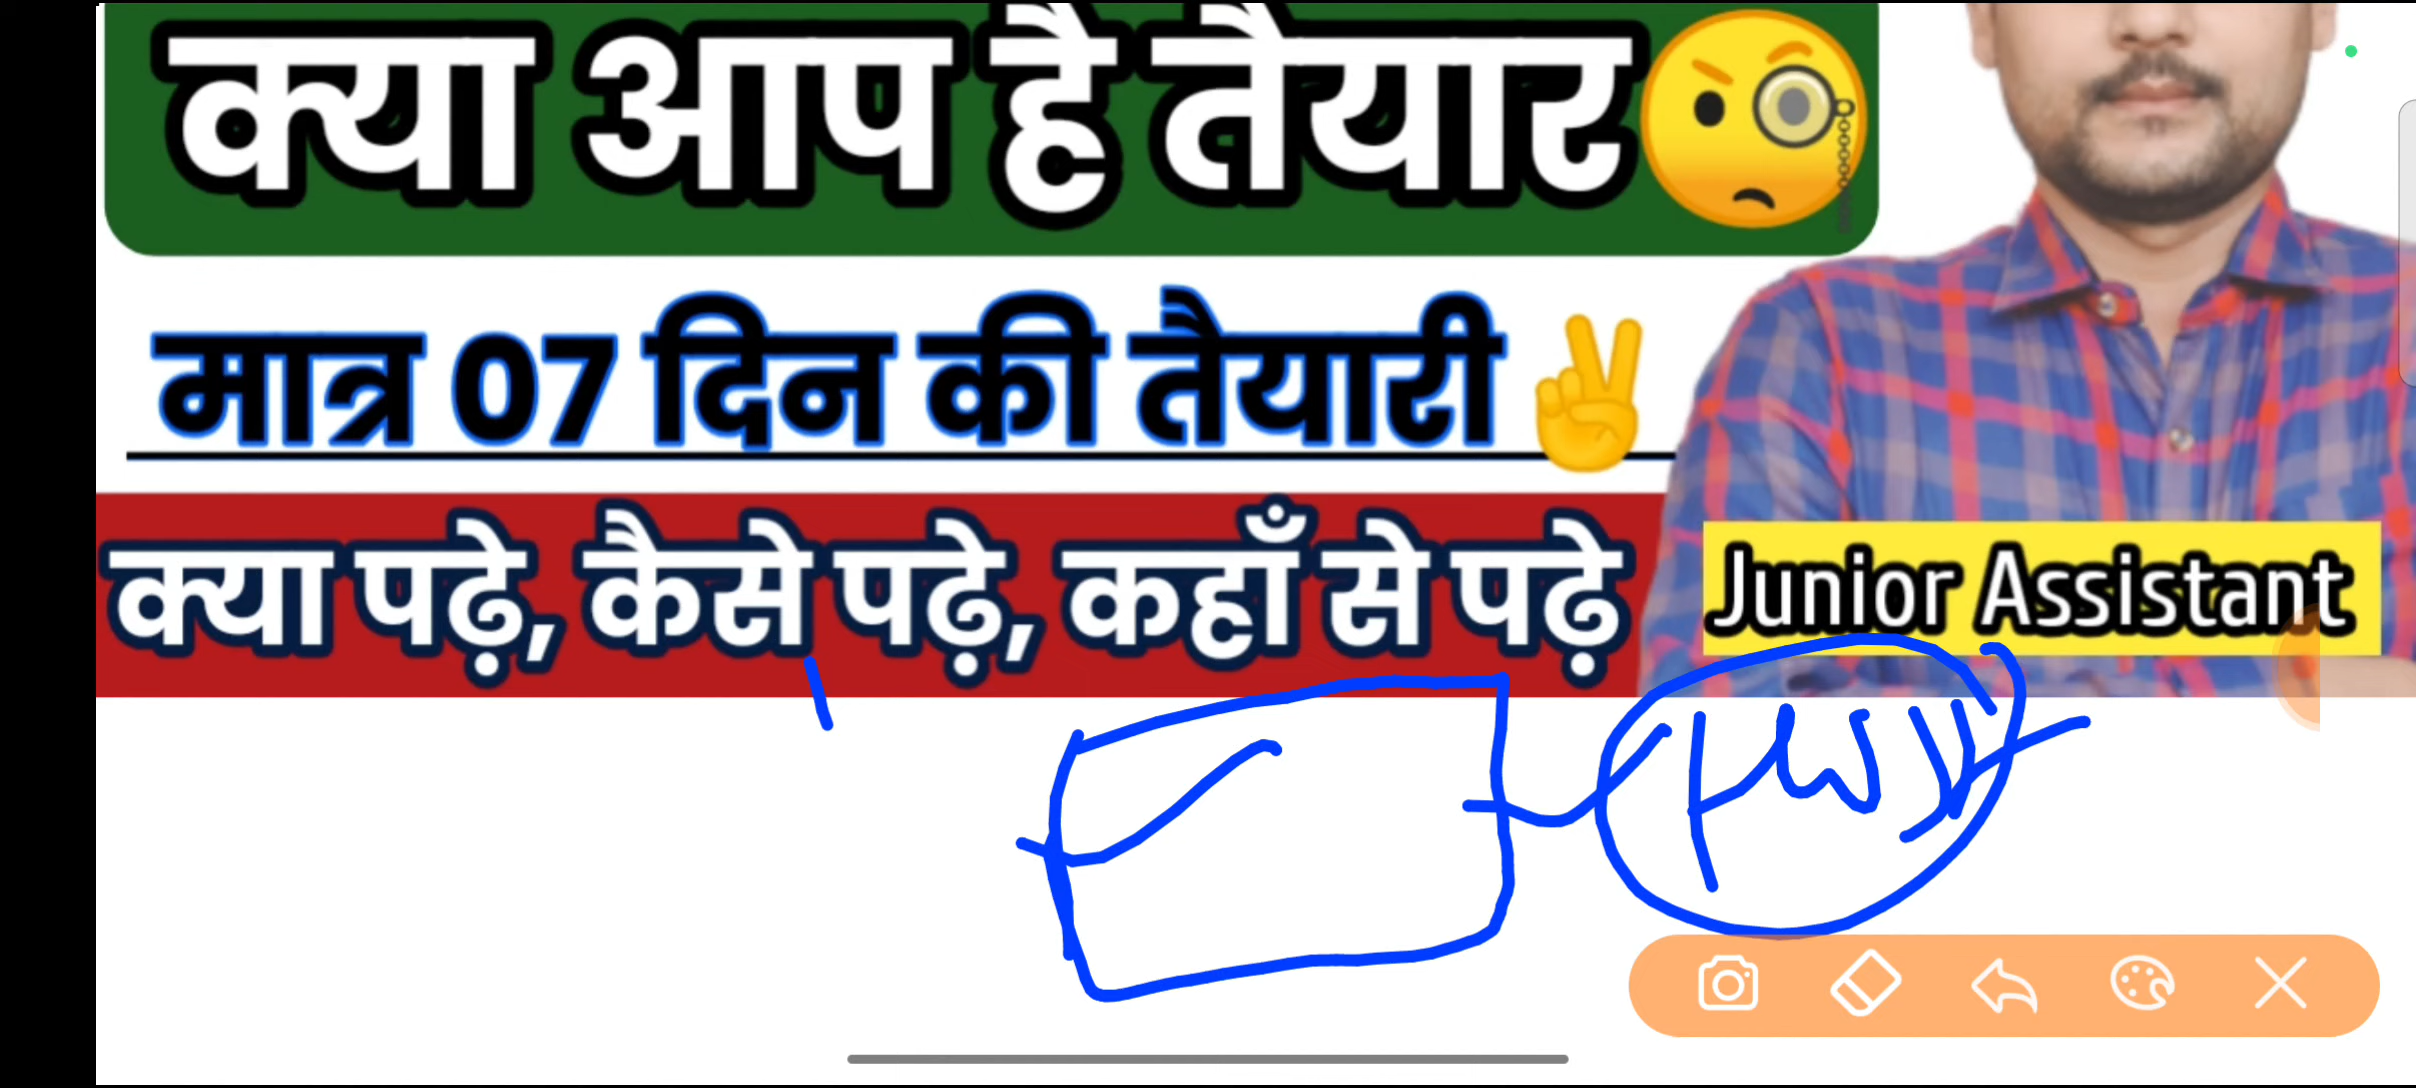 क्या आप है तैयार
मात्र 07 दिन की तैयारी
क्या पढ़े, कैसे पढ़े, कहाँ से पढ़े
Junior Assistant